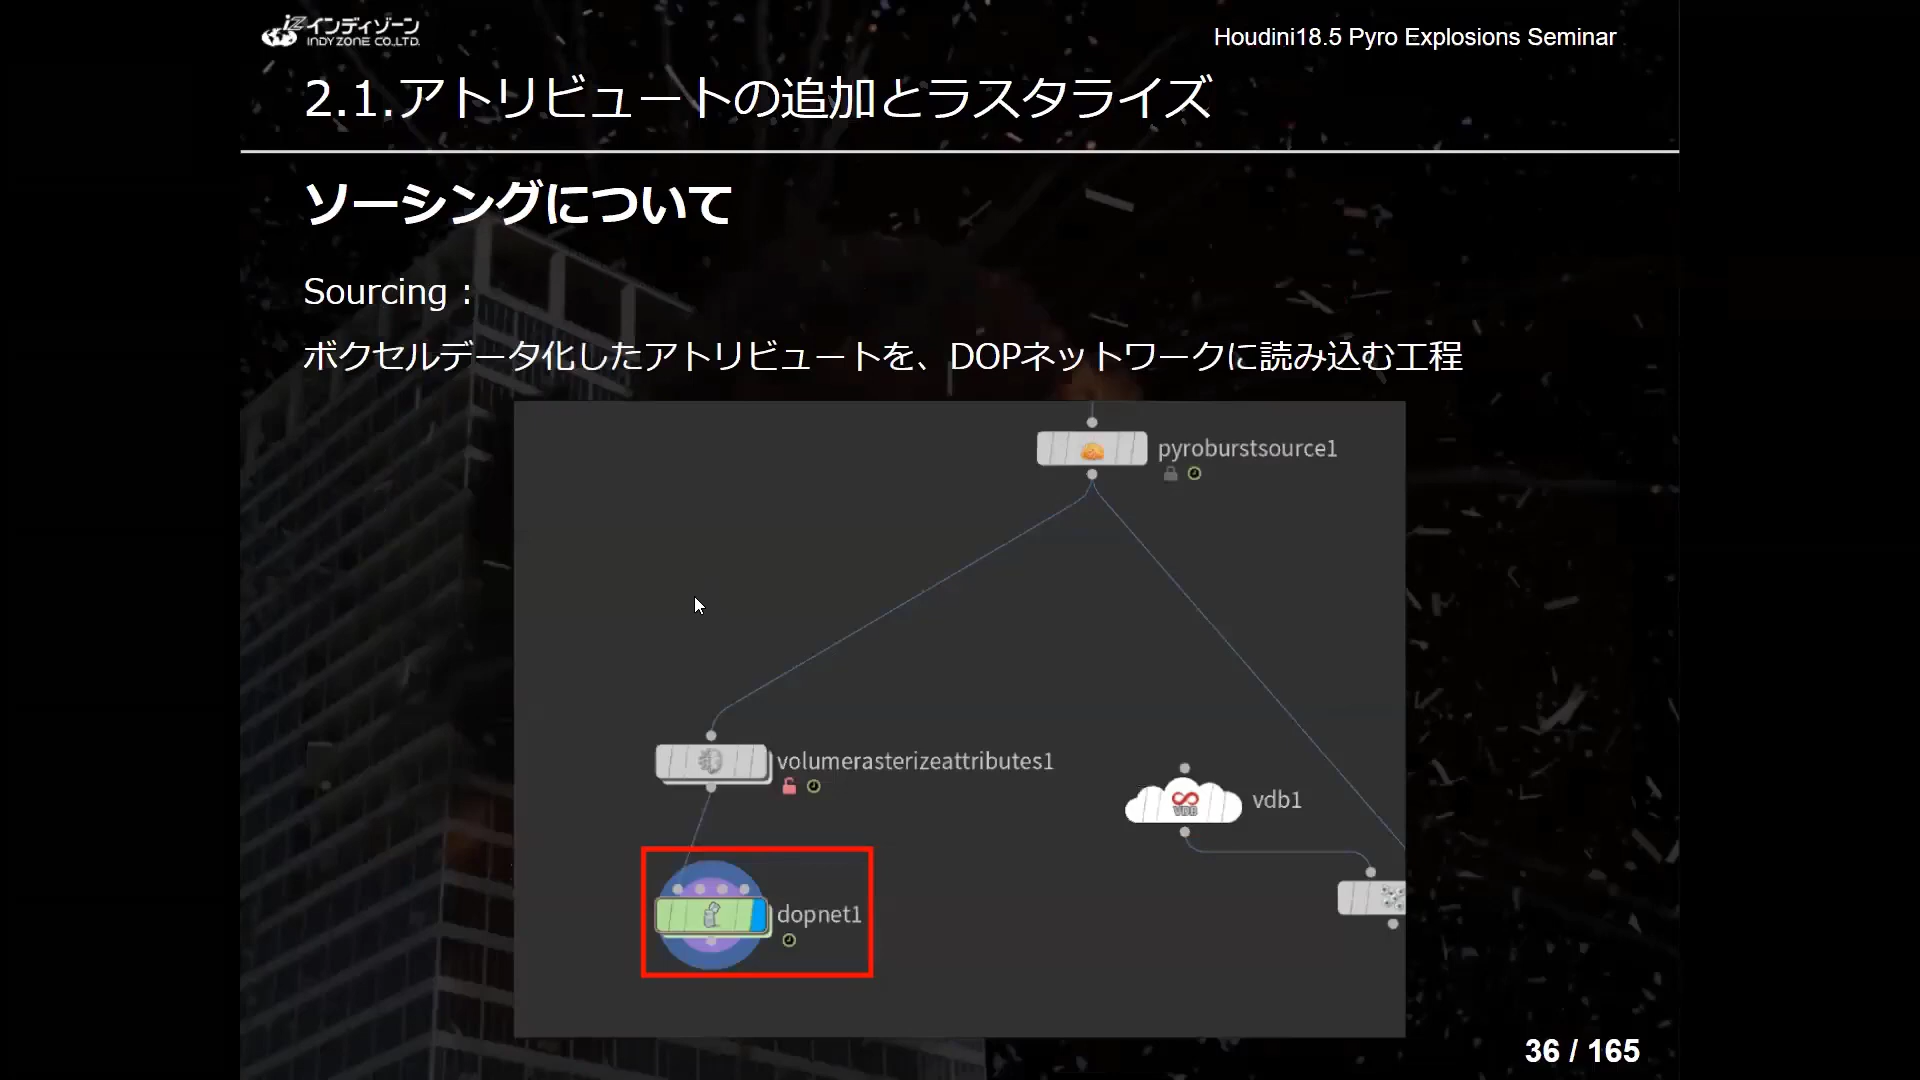 インディゾーン
INDYZONE CO.,LTD.
Houdini18.5 Pyro Explosions Seminar
2.1.アトリビュートの追加とラスタライズ
ソーシングについて
Sourcing :
ボクセルデータ化したアトリビュートを、DOPネットワークに読み込む工程
pyroburstsource1
volumerasterizeattributes1
VDB
vdb1
dopnet1
36 / 165